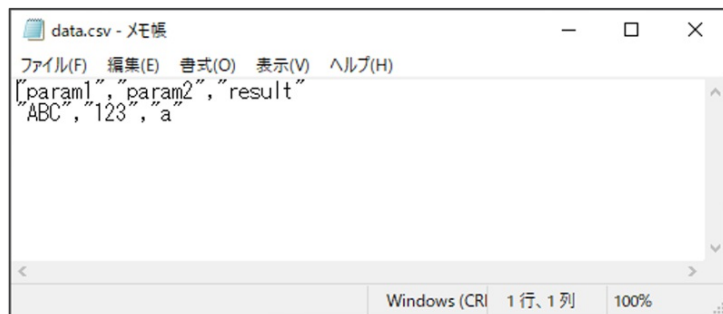 data.csv - メモ帳
ファイル(F) 編集(E) 書式(O) 表示(V) ヘルプ(H)
"param1","param2","result"
"ABC","123","a"
Windows (CRl 1 行、1 列 100%